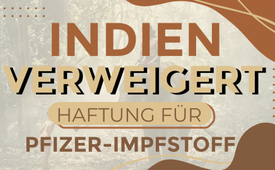 INDIEN
VERWEIGERT
HAFTUNG FÜR
PFIZER-IMPFSTOFF